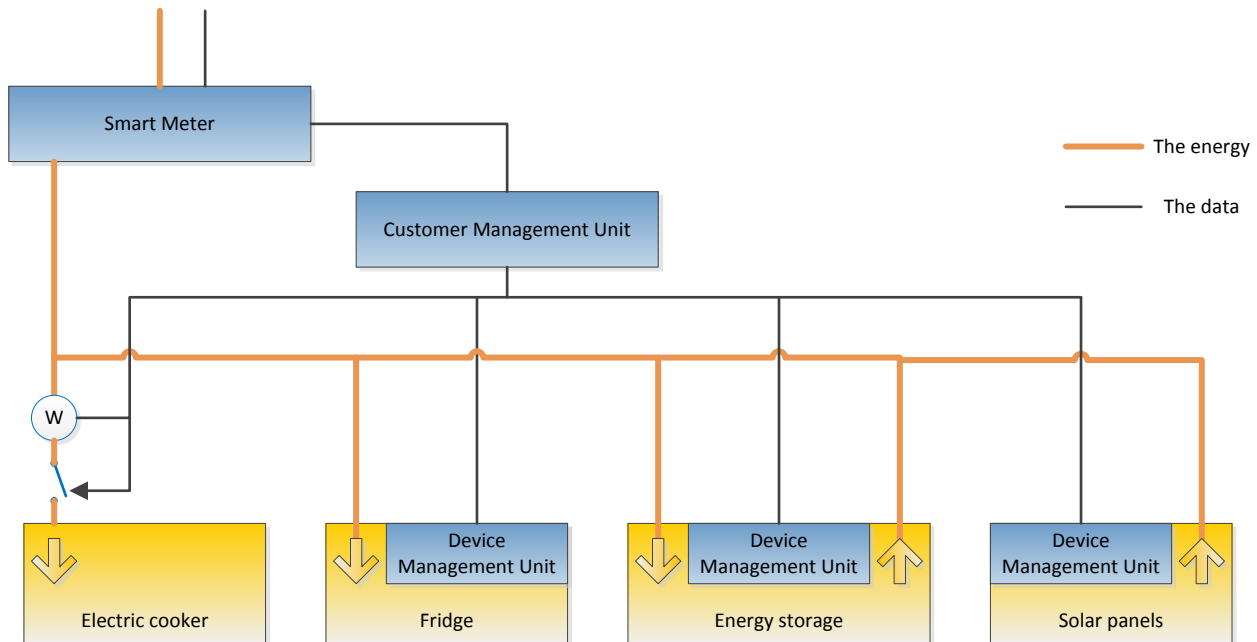 Smart Meter
The energy
The data
Customer Management Unit
W
Device
Management Unit
Device
Management Unit
Device
Management Unit
Electric cooker
Fridge
Energy storage
Solar panels